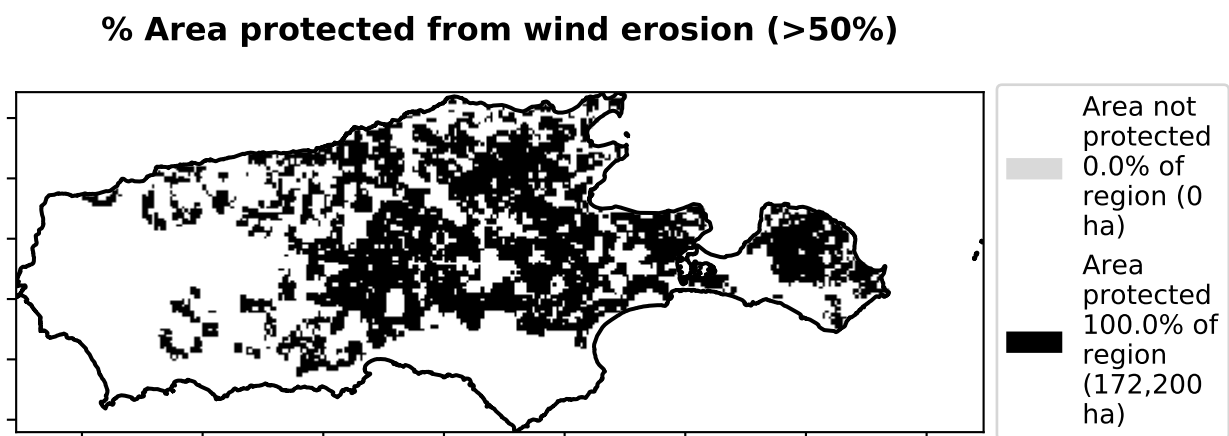 % Area protected from wind erosion (>50%)
Area not
protected
0.0% of
region (0
ha)
Area
protected
100.0% of
region
(172,200
ha)